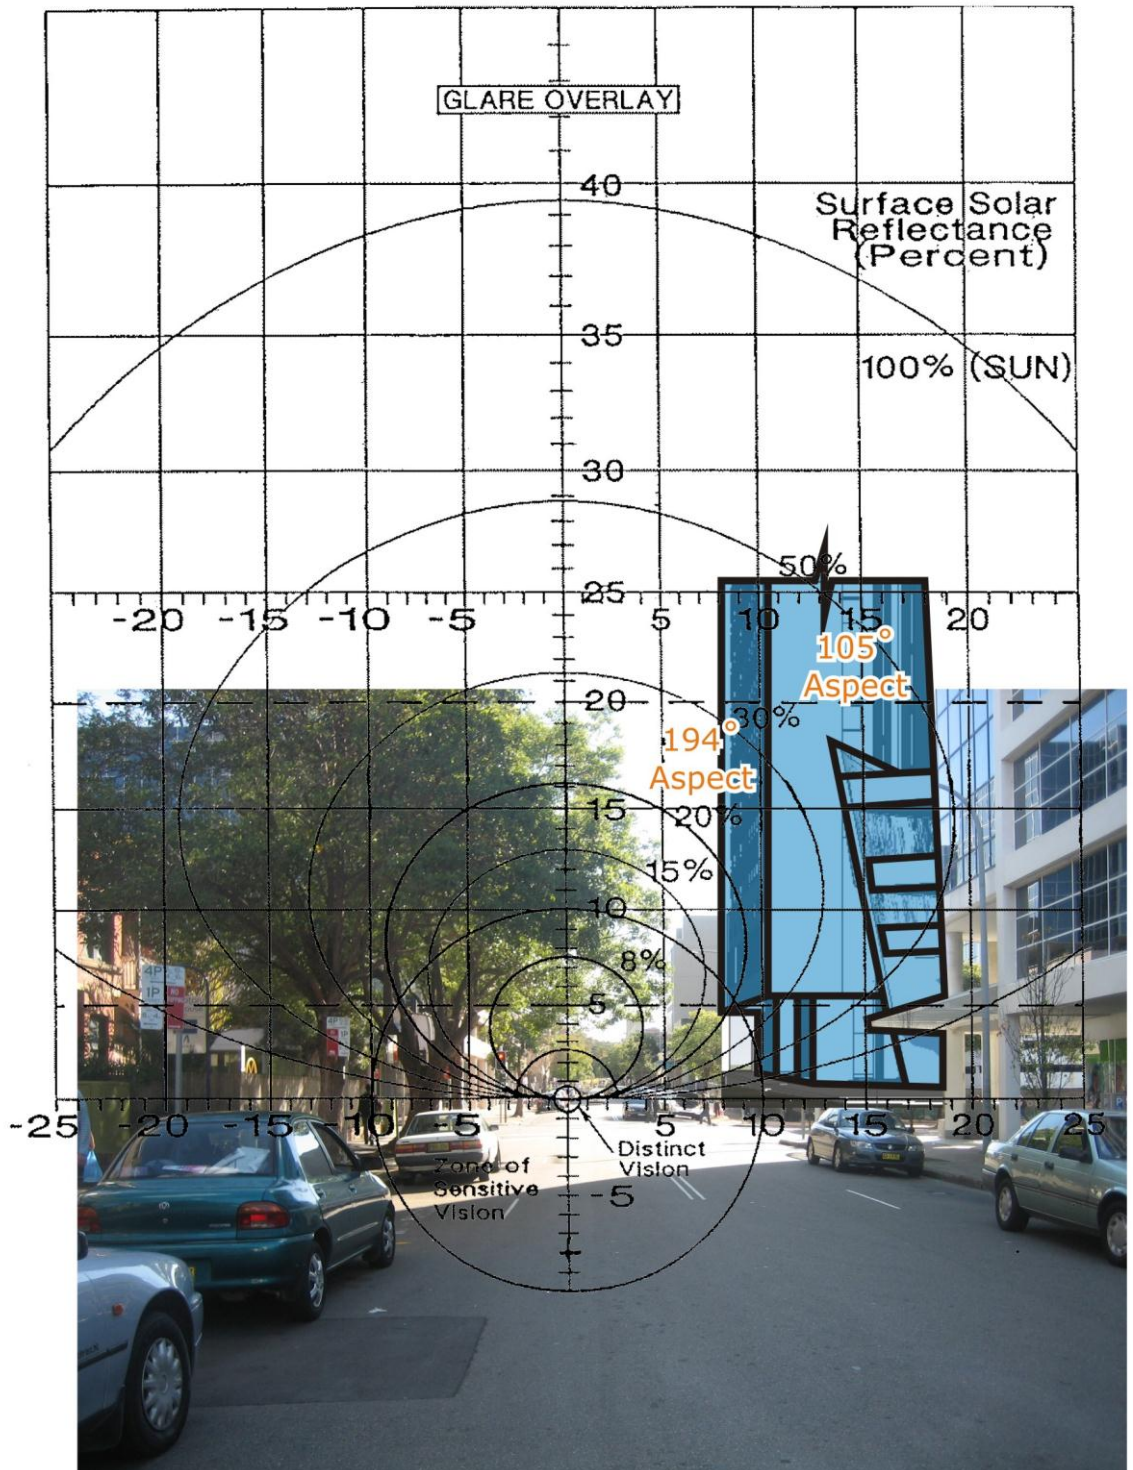 GLARE OVERLAY
40
Surface Solar
Reflectance
(Percent)
35
100% (SUN)
30
50%
25
-20 -15 -10 -5 5 10 15 20
105°
Aspect
20
30%
194°
Aspect
15
20%
15%
10
8%
4P
1P
5
-25 -20 -15 -10 -5 5 10 15 20 25
Distinct
Vision
Zone of
Sensitive
Vision
-5